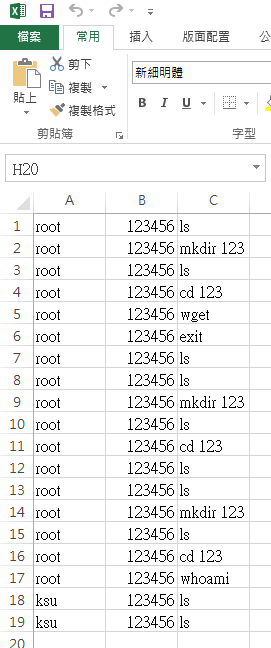 檔案 常用 插入 版面配置 公
貼上 剪下
複製
複製格式
新細明體
B I U
剪貼簿 字型
H20
A B C
1 root 123456 ls
2 root 123456 mkdir 123
3 root 123456 ls
4 root 123456 cd 123
5 root 123456 wget
6 root 123456 exit
7 root 123456 ls
8 root 123456 ls
9 root 123456 mkdir 123
10 root 123456 ls
11 root 123456 cd 123
12 root 123456 ls
13 root 123456 ls
14 root 123456 mkdir 123
15 root 123456 ls
16 root 123456 cd 123
17 root 123456 whoami
18 ksu 123456 ls
19 ksu 123456 ls
20